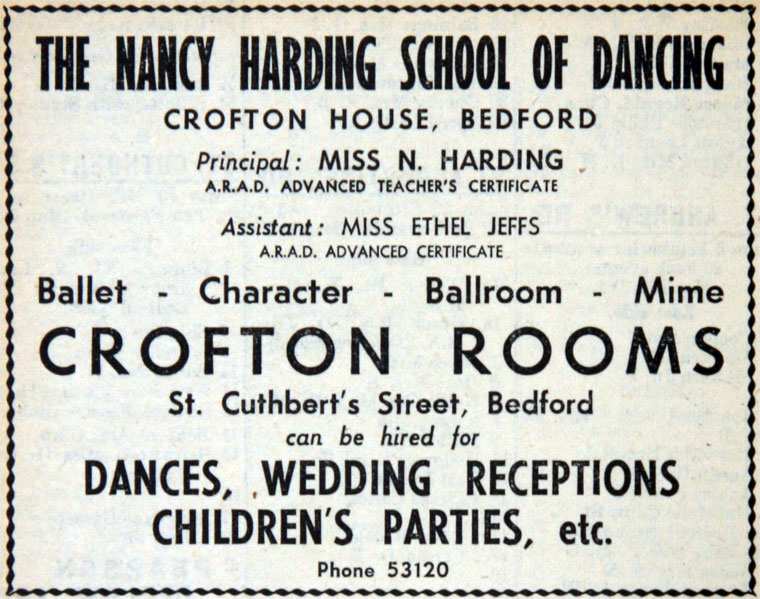 THE NANCY HARDING SCHOOL OF DANCING
CROFTON HOUSE, BEDFORD
Principal: MISS N. HARDING
A.R.A.D. ADVANCED TEACHER'S CERTIFICATE
Assistant: MISS ETHEL JEFFS
A.R.A.D. ADVANCED CERTIFICATE
Ballet - Character - Ballroom - Mime
CROFTON ROOMS
St. Cuthbert's Street, Bedford
can be hired for
DANCES, WEDDING RECEPTIONS
CHILDREN'S PARTIES, etc.
Phone 53120